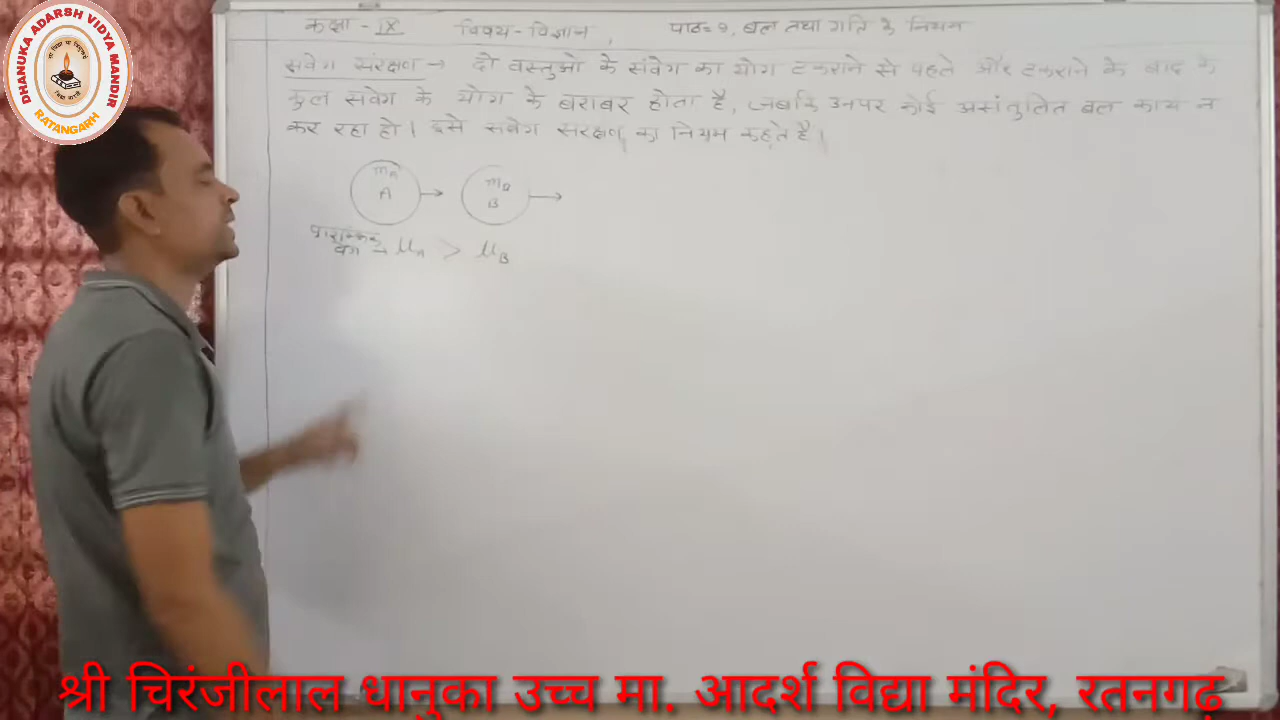 DHANUKA ADARSH VIDYA MANDIR
RATANGARH
कक्षा - IX विषय - विज्ञान, पाठ= 9, बल तथा गति के नियम
संवेग संरक्षण → दो वस्तुओं के संवेग का योग टकराने से पहले और टकराने के बाद के
कुल संवेग के योग के बराबर होता है, जबकि उनपर कोई असंतुलित बल कार्य न
कर रहा हो। इसे संवेग संरक्षण का नियम कहते है।
mA mB
A → B →
प्रारम्भिक
वेग → uA > uB
श्री चिरंजीलाल धानुका उच्च मा. आदर्श विद्या मंदिर, रतनगढ़